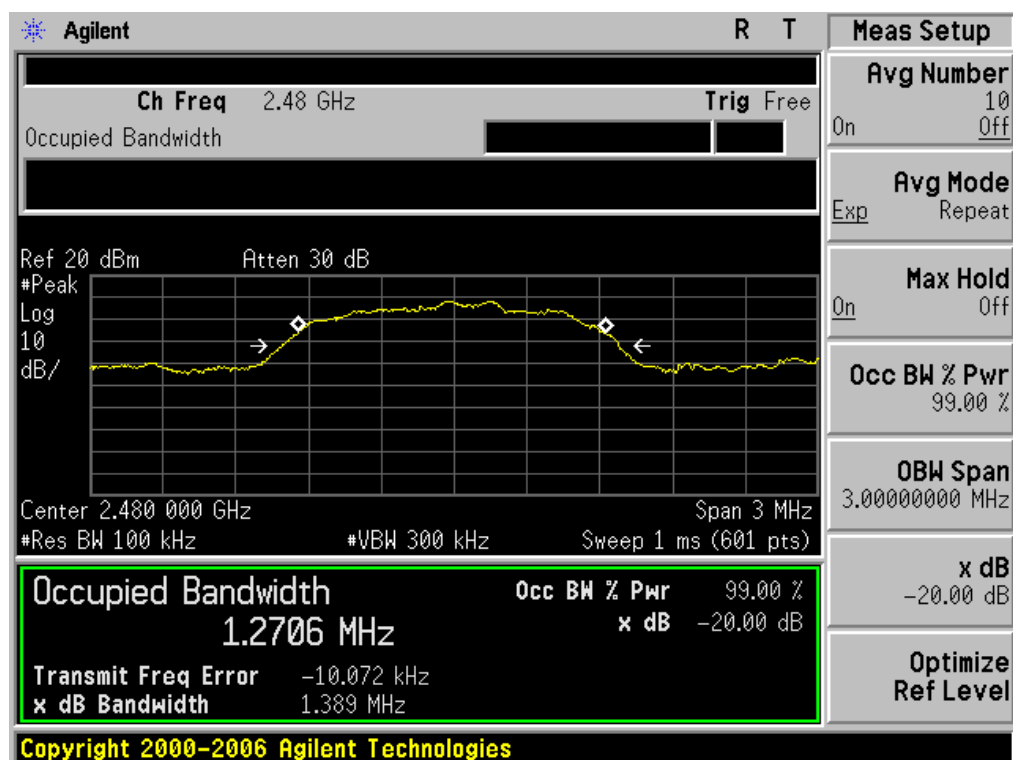 Agilent R T
Ch Freq 2.48 GHz Trig Free
Occupied Bandwidth
Ref 20 dBm Atten 30 dB
#Peak
Log
10
dB/
Center 2.480 000 GHz Span 3 MHz
#Res BW 100 kHz #VBW 300 kHz Sweep 1 ms (601 pts)
Occupied Bandwidth Occ BW % Pwr 99.00 %
1.2706 MHz x dB -20.00 dB
Transmit Freq Error -10.072 kHz
x dB Bandwidth 1.389 MHz
Copyright 2000-2006 Agilent Technologies
Meas Setup
Avg Number
10
On Off
Avg Mode
Exp Repeat
Max Hold
On Off
Occ BW % Pwr
99.00 %
OBW Span
3.00000000 MHz
x dB
-20.00 dB
Optimize
Ref Level